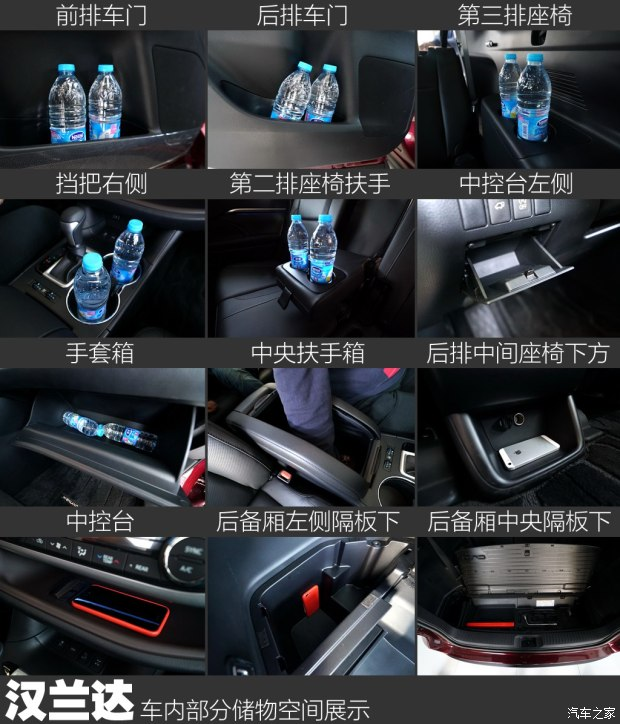 前排车门 后排车门 第三排座椅
挡把右侧 第二排座椅扶手 中控台左侧
手套箱 中央扶手箱 后排中间座椅下方
中控台 后备厢左侧隔板下 后备厢中央隔板下
SYNC
A/C
汉兰达 车内部分储物空间展示
汽车之家